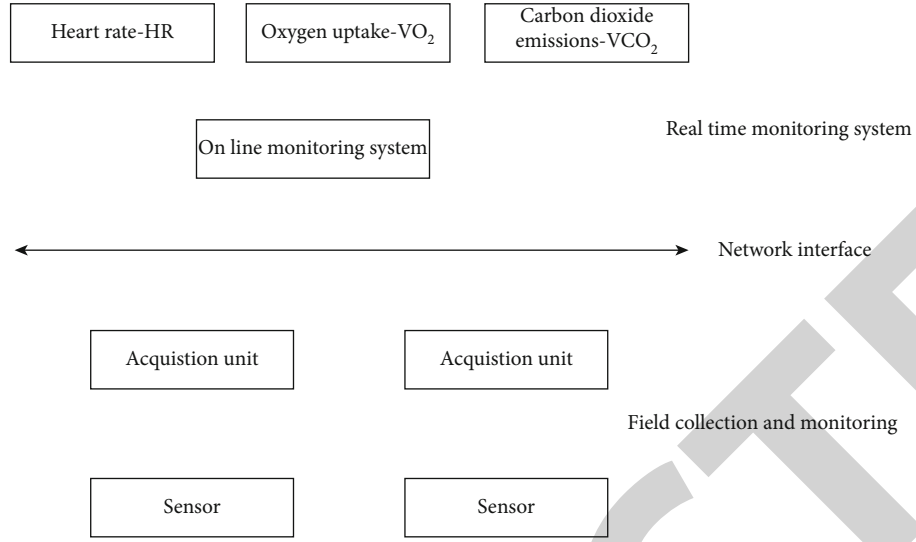 Heart rate-HR
Oxygen uptake-VO₂
Carbon dioxide
emissions-VCO₂
Real time monitoring system
On line monitoring system
Network interface
Acquistion unit
Acquistion unit
Field collection and monitoring
Sensor
Sensor